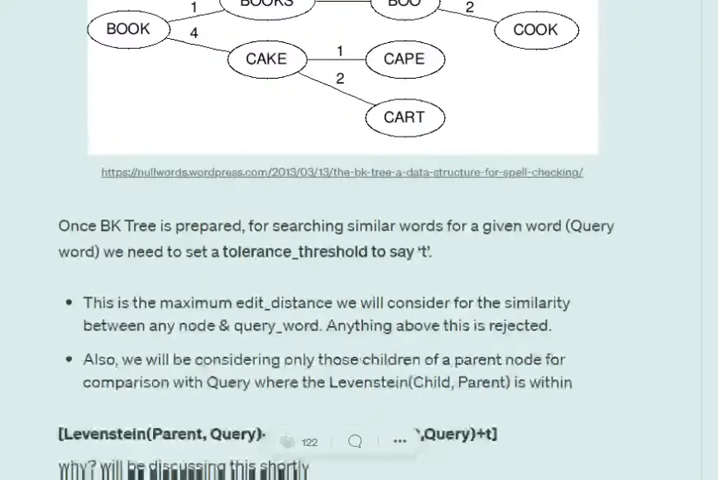 1
BOOKS
BOO
2
BOOK
4
COOK
CAKE
1
CAPE
2
CART
https://nullwords.wordpress.com/2013/03/13/the-bk-tree-a-data-structure-for-spell-checking/
Once BK Tree is prepared, for searching similar words for a given word (Query
word) we need to set a tolerance_threshold to say ‘t’.
• This is the maximum edit_distance we will consider for the similarity
between any node & query_word. Anything above this is rejected.
• Also, we will be considering only those children of a parent node for
comparison with Query where the Levenstein(Child, Parent) is within
[Levenstein(Parent, Query)- ,Query)+t]
122
why? will be discussing this shortly